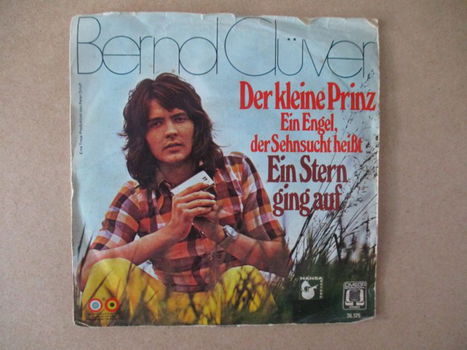 Bernd Clüver
Der kleine Prinz
Ein Engel,
der Sehnsucht heißt
Ein Stern
ging auf
HANSA